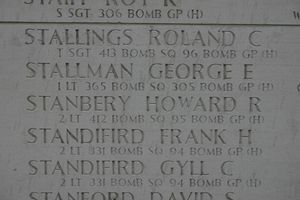 S SGT 306 BOMB GP (H)
STALLINGS ROLAND C
1 SGT 413 BOMB SQ 96 BOMB GP (H)
STALLMAN GEORGE E
1 LT 365 BOMB SQ 305 BOMB GP (H)
STANBERY HOWARD R
2 LT 412 BOMB SQ 95 BOMB GP (H)
STANDIFIRD FRANK H
2 LT 331 BOMB SQ 94 BOMB GP (H)
STANDIFIRD GYLL C
2 LT 331 BOMB SQ 94 BOMB GP (H)
STANFORD DAVID S